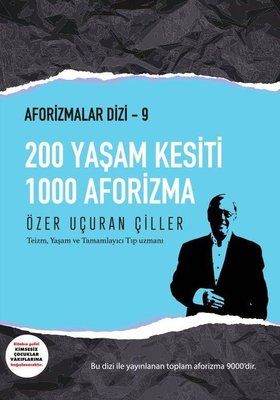 AFORİZMALAR DİZİ – 9
200 YAŞAM KESİTİ
1000 AFORİZMA
ÖZER UÇURAN ÇİLLER
Teizm, Yaşam ve Tamamlayıcı Tıp uzmanı
Kitabın geliri
KİMSESİZ
ÇOCUKLAR
VAKIFLARINA
bağışlanacaktır.
Bu dizi ile yayınlanan toplam aforizma 9000'dir.